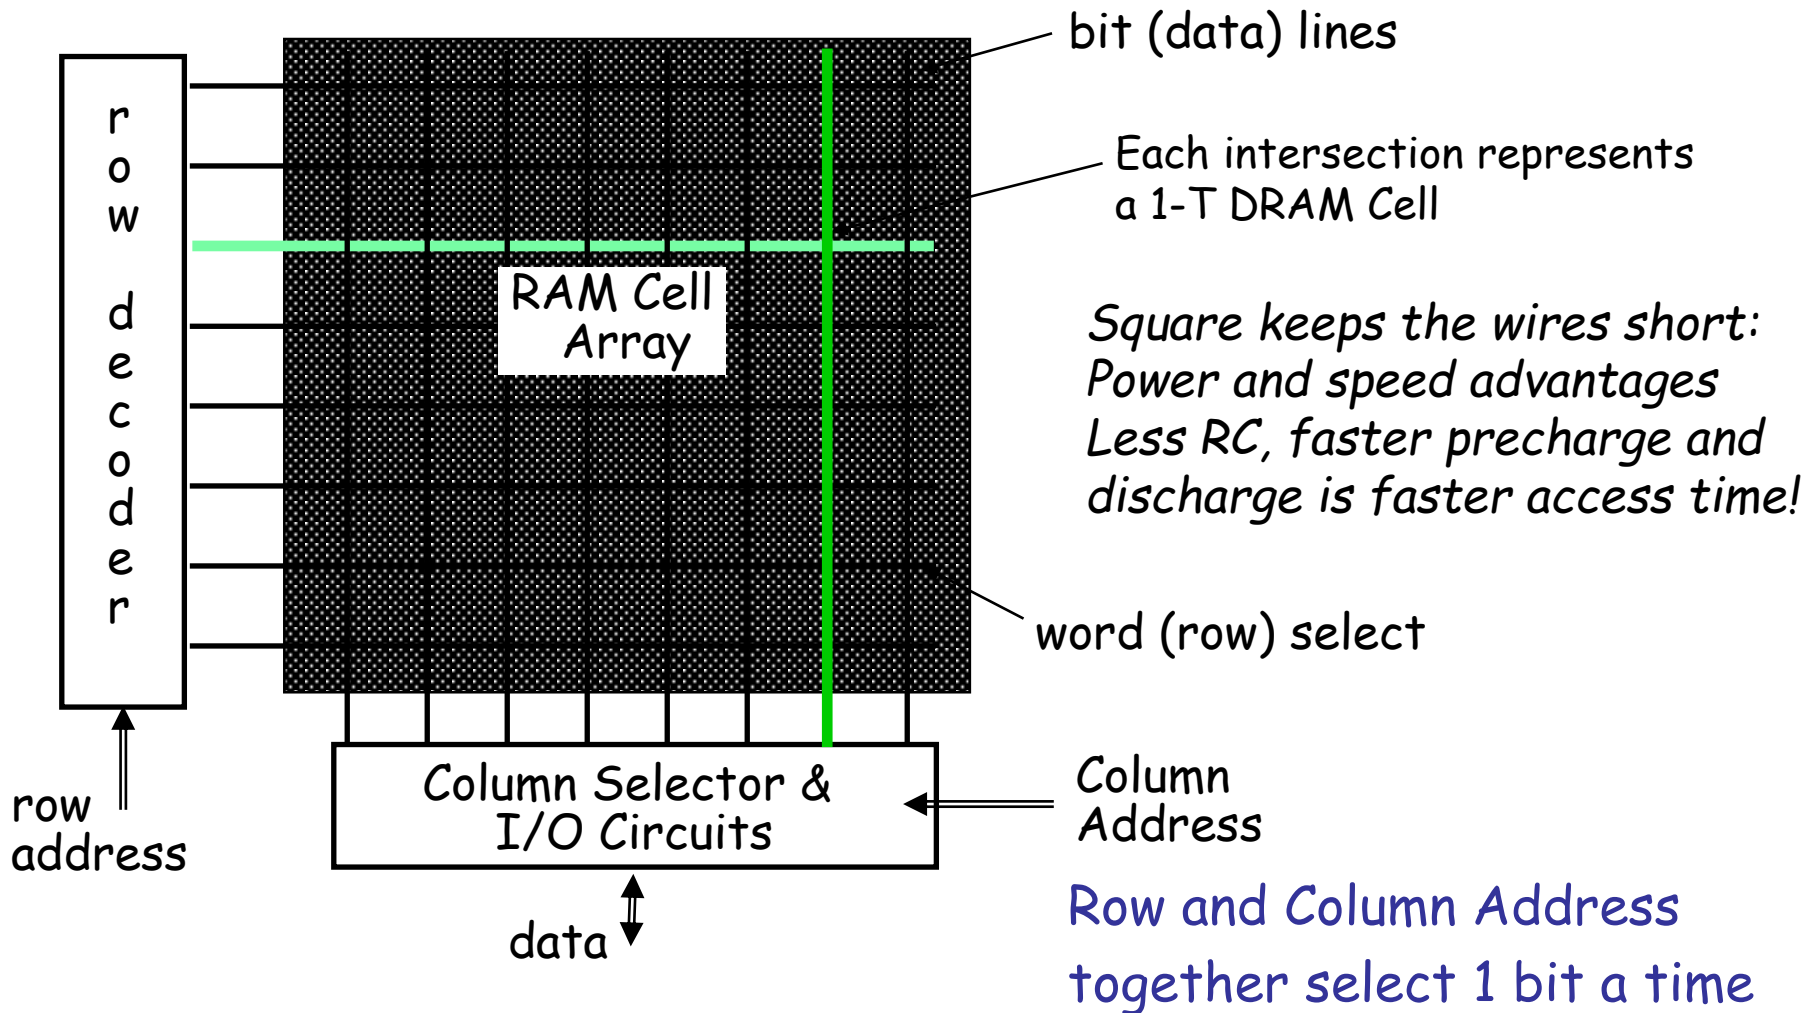 bit (data) lines
row decoder
Each intersection represents
a 1-T DRAM Cell
RAM Cell
Array
Square keeps the wires short:
Power and speed advantages
Less RC, faster precharge and
discharge is faster access time!
word (row) select
row
address
Column Selector &
I/O Circuits
Column
Address
data
Row and Column Address
together select 1 bit a time